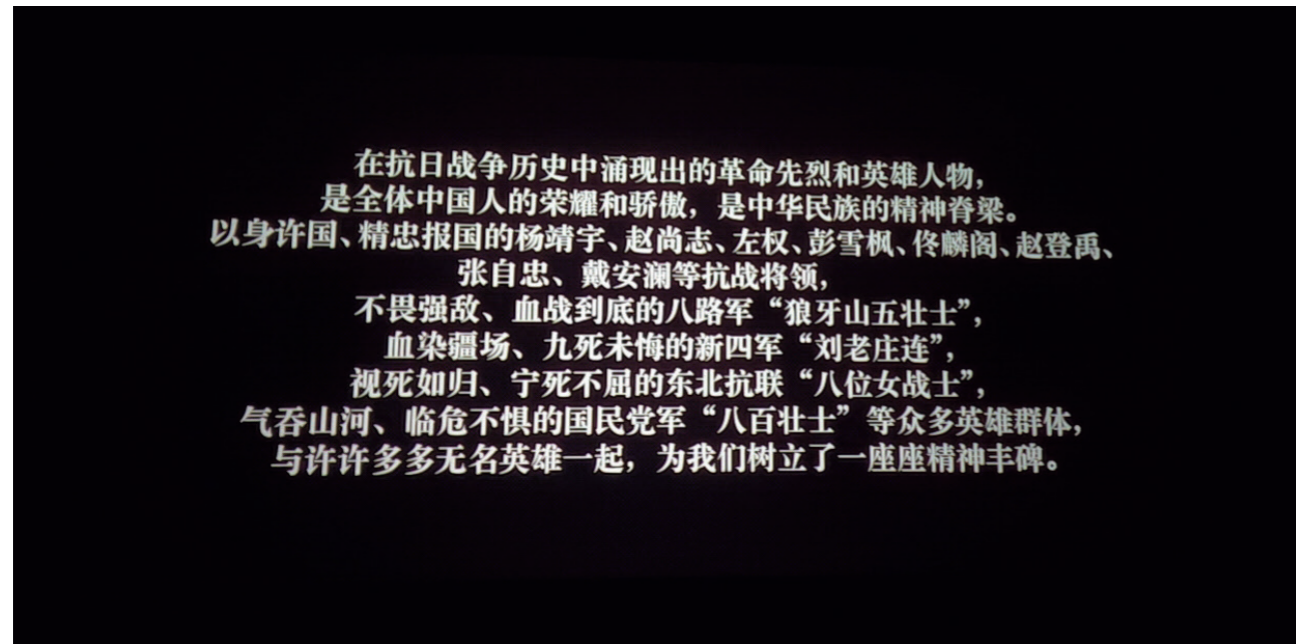 在抗日战争历史中涌现出的革命先烈和英雄人物，
是全体中国人的荣耀和骄傲，是中华民族的精神脊梁。
以身许国、精忠报国的杨靖宇、赵尚志、左权、彭雪枫、佟麟阁、赵登禹、
张自忠、戴安澜等抗战将领，
不畏强敌、血战到底的八路军“狼牙山五壮士”，
血染疆场、九死未悔的新四军“刘老庄连”，
视死如归、宁死不屈的东北抗联“八位女战士”，
气吞山河、临危不惧的国民党军“八百壮士”等众多英雄群体，
与许许多多无名英雄一起，为我们树立了一座座精神丰碑。